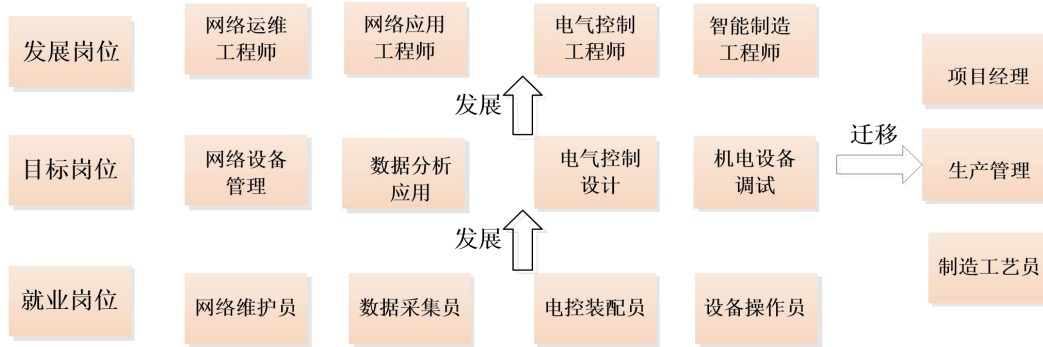 发展岗位
网络运维
工程师
网络应用
工程师
电气控制
工程师
智能制造
工程师
项目经理
发展
目标岗位
网络设备
管理
数据分析
应用
电气控制
设计
机电设备
调试
迁移
生产管理
发展
就业岗位
网络维护员
数据采集员
电控装配员
设备操作员
制造工艺员